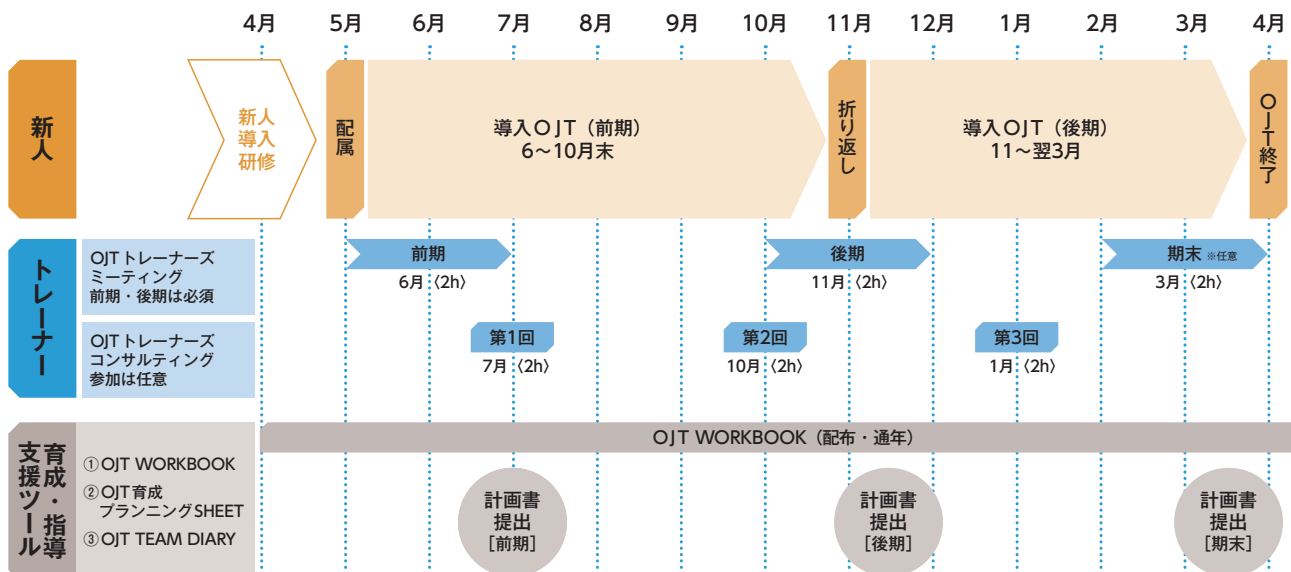 4月 5月 6月 7月 8月 9月 10月 11月 12月 1月 2月 3月 4月
新人
新人
導入
研修
配属
導入OJT（前期）
6～10月末
折り返し
導入OJT（後期）
11～翌3月
OJT終了
トレーナー
OJTトレーナーズ
ミーティング
前期・後期は必須
前期
6月〈2h〉
後期
11月〈2h〉
期末 ※任意
3月〈2h〉
OJTトレーナーズ
コンサルティング
参加は任意
第1回
7月〈2h〉
第2回
10月〈2h〉
第3回
1月〈2h〉
育成・指導
支援ツール
①OJT WORKBOOK
②OJT育成
プランニングSHEET
③OJT TEAM DIARY
OJT WORKBOOK（配布・通年）
計画書
提出
[前期]
計画書
提出
[後期]
計画書
提出
[期末]